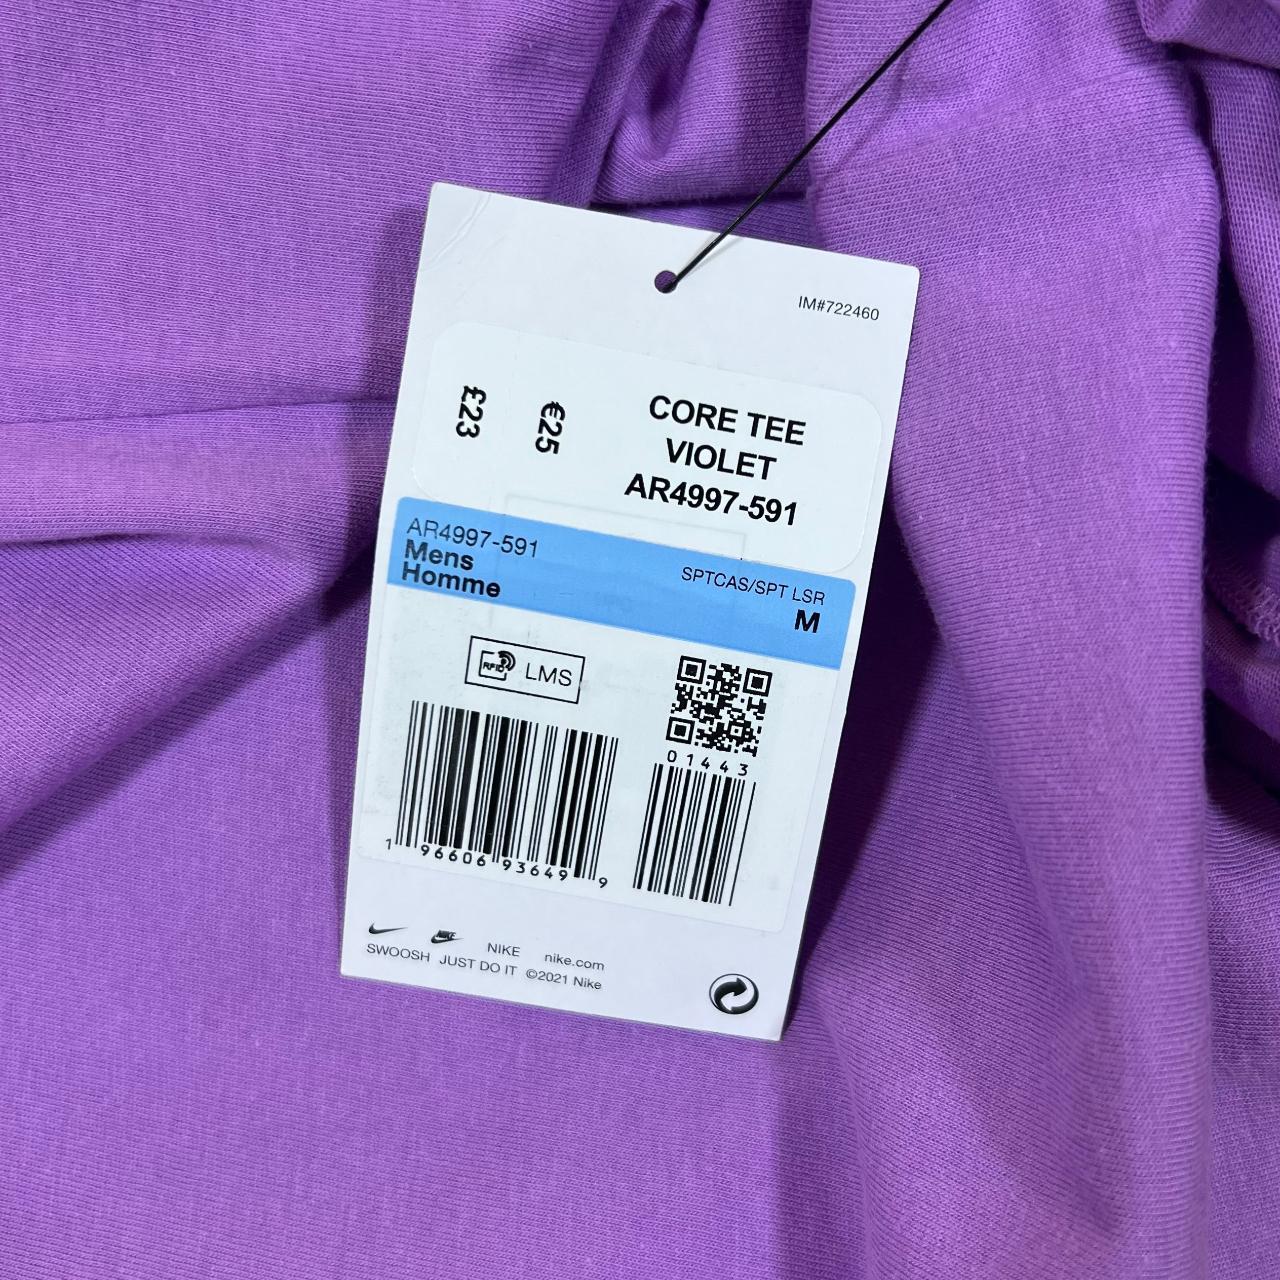 IM#722460
£23
€25
CORE TEE
VIOLET
AR4997-591
AR4997-591
Mens
Homme
SPTCAS/SPT LSR
M
RFID LMS
01443
1 96606 93649 9
NIKE
NIKE nike.com
SWOOSH JUST DO IT ©2021 Nike